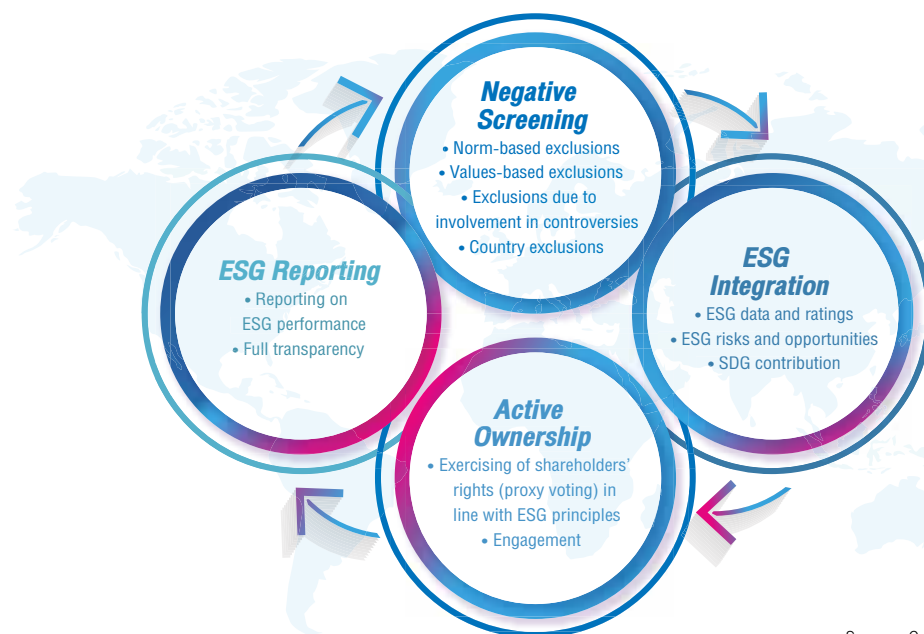 Negative
Screening
• Norm-based exclusions
• Values-based exclusions
• Exclusions due to
involvement in controversies
• Country exclusions
ESG Reporting
• Reporting on
ESG performance
• Full transparency
ESG
Integration
• ESG data and ratings
• ESG risks and opportunities
• SDG contribution
Active
Ownership
• Exercising of shareholders’
rights (proxy voting) in
line with ESG principles
• Engagement